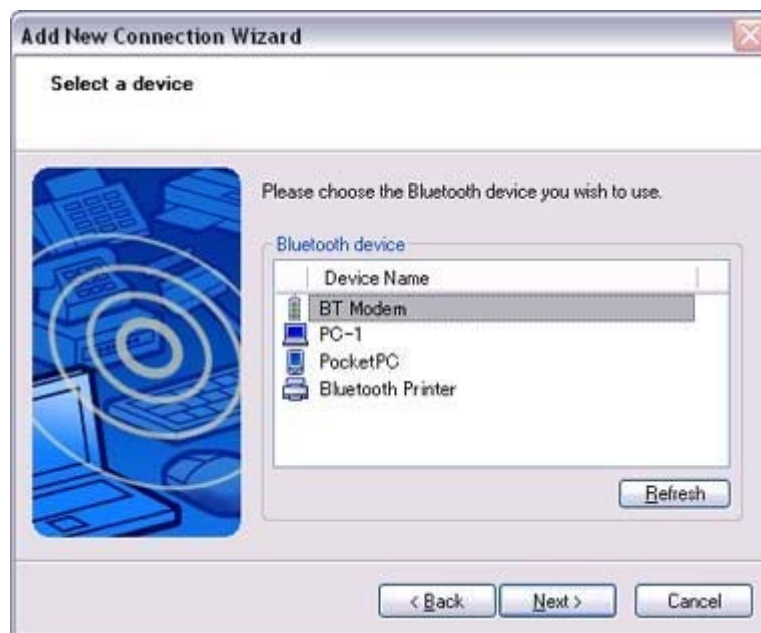 Add New Connection Wizard
Select a device
Please choose the Bluetooth device you wish to use.
Bluetooth device
Device Name
BT Modem
PC-1
PocketPC
Bluetooth Printer
Refresh
< Back
Next >
Cancel